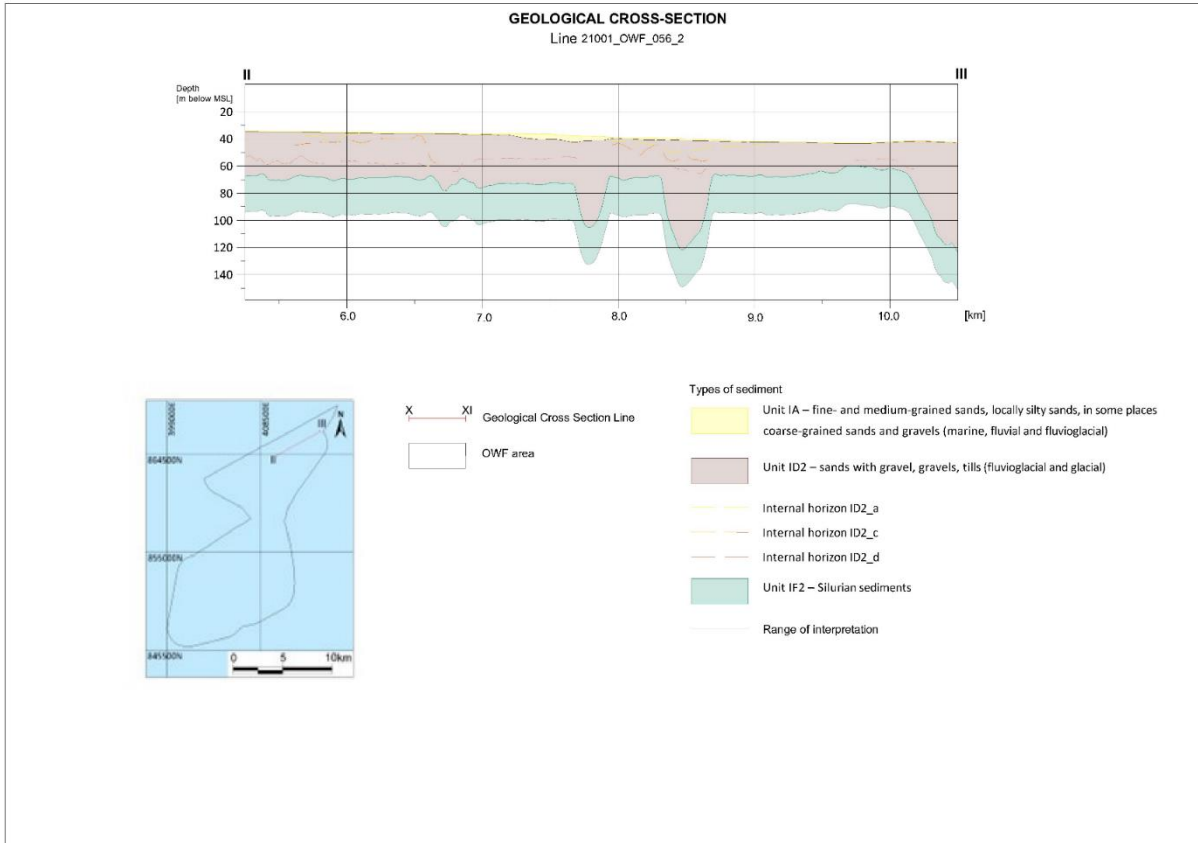 GEOLOGICAL CROSS-SECTION
Line 21001_OWF_056_2
II
III
Depth
[m below MSL]
20
40
60
80
100
120
140
6.0
7.0
8.0
9.0
10.0
[km]
399000E
408500E
N
III
II
864500N
855000N
845500N
0 5 10km
X XI
Geological Cross Section Line
OWF area
Types of sediment
Unit IA – fine- and medium-grained sands, locally silty sands, in some places
coarse-grained sands and gravels (marine, fluvial and fluvioglacial)
Unit ID2 – sands with gravel, gravels, tills (fluvioglacial and glacial)
Internal horizon ID2_a
Internal horizon ID2_c
Internal horizon ID2_d
Unit IF2 – Silurian sediments
Range of interpretation